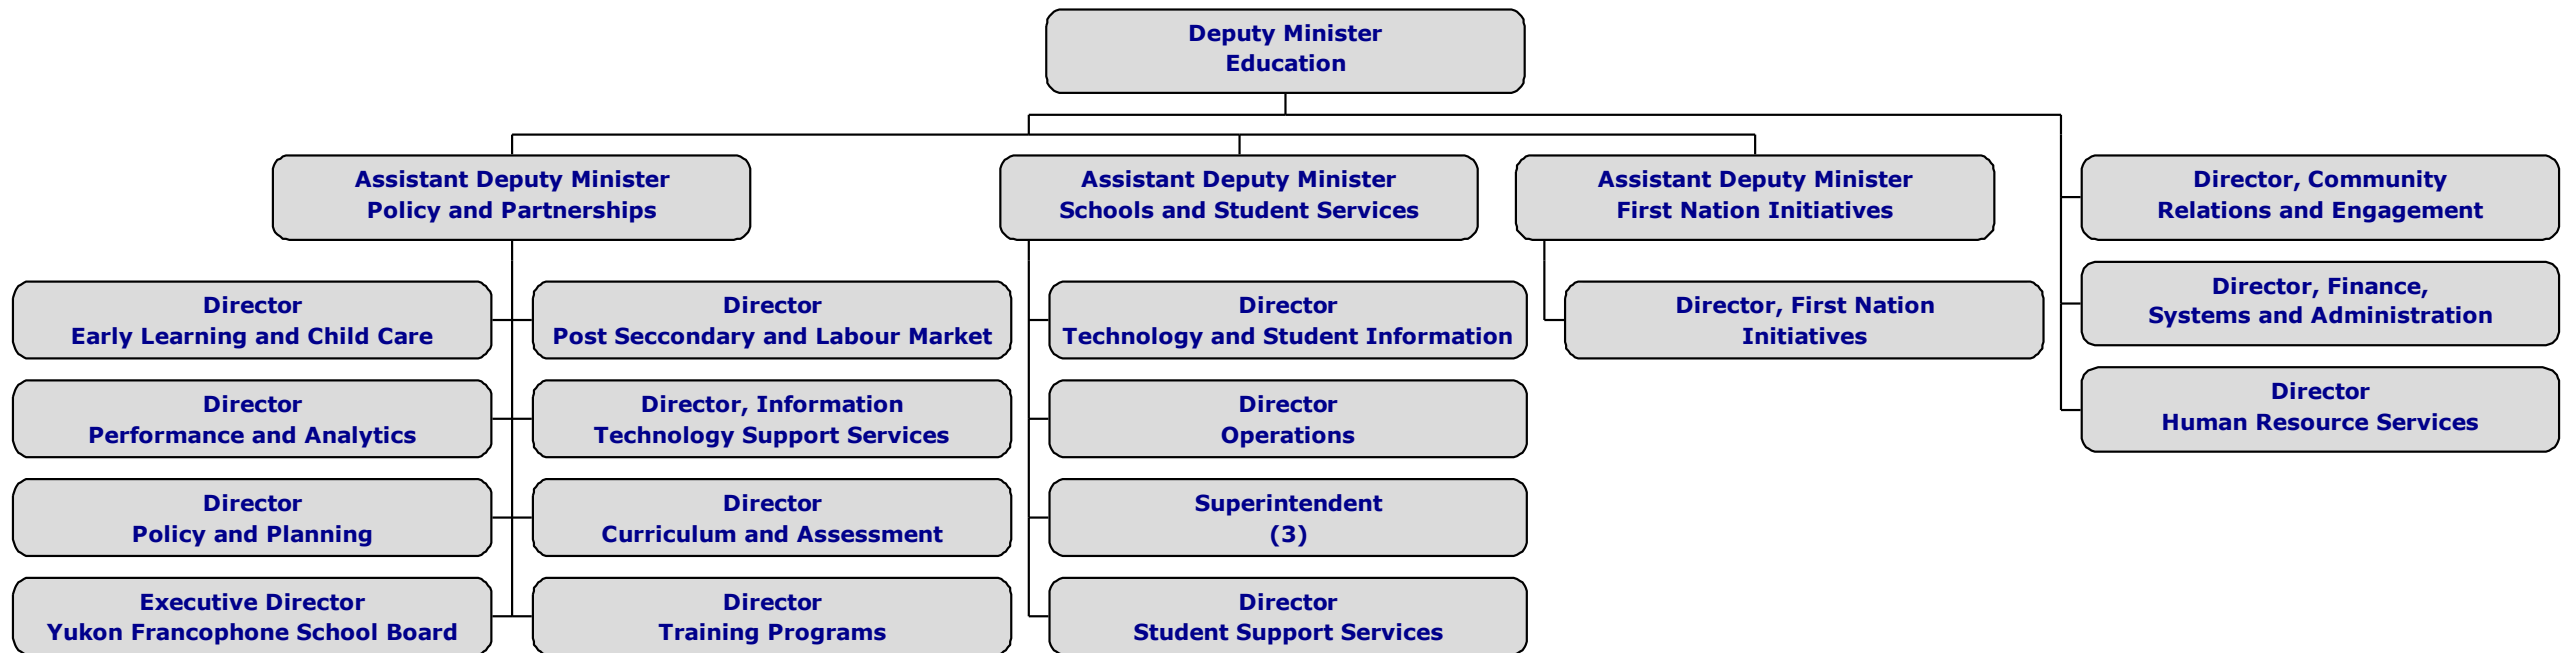 Deputy Minister
Education
Assistant Deputy Minister
Policy and Partnerships
Assistant Deputy Minister
Schools and Student Services
Assistant Deputy Minister
First Nation Initiatives
Director, Community
Relations and Engagement
Director
Early Learning and Child Care
Director
Post Seccondary and Labour Market
Director
Technology and Student Information
Director, First Nation
Initiatives
Director, Finance,
Systems and Administration
Director
Performance and Analytics
Director, Information
Technology Support Services
Director
Operations
Director
Human Resource Services
Director
Policy and Planning
Director
Curriculum and Assessment
Superintendent
(3)
Executive Director
Yukon Francophone School Board
Director
Training Programs
Director
Student Support Services